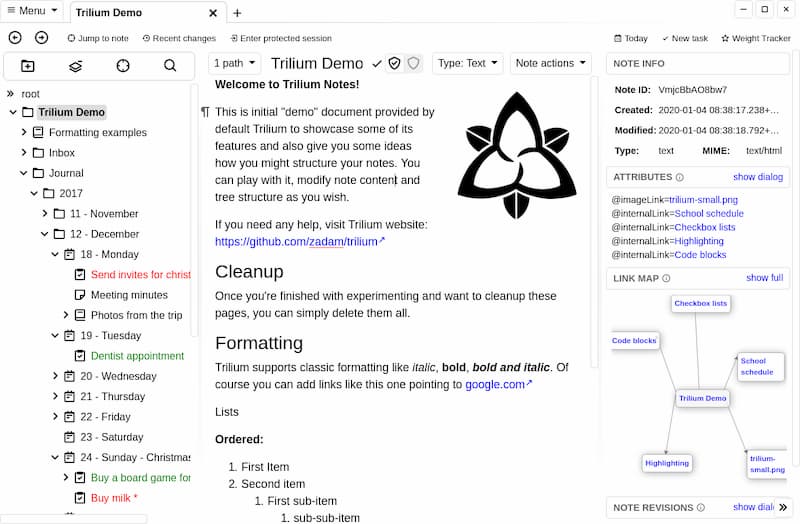 Menu
Trilium Demo
Jump to note
Recent changes
Enter protected session
Today
New task
Weight Tracker
root
Trilium Demo
Formatting examples
Inbox
Journal
2017
11 - November
12 - December
18 - Monday
Send invites for christ
Meeting minutes
Photos from the trip
19 - Tuesday
Dentist appointment
20 - Wednesday
21 - Thursday
22 - Friday
23 - Saturday
24 - Sunday - Christmas
Buy a board game for
Buy milk *
1 path
Trilium Demo
Type: Text
Note actions
Welcome to Trilium Notes!
¶ This is initial "demo" document provided by
default Trilium to showcase some of its
features and also give you some ideas
how you might structure your notes. You
can play with it, modify note content and
tree structure as you wish.
If you need any help, visit Trilium website:
https://github.com/zadam/trilium
Cleanup
Once you're finished with experimenting and want to cleanup these
pages, you can simply delete them all.
Formatting
Trilium supports classic formatting like italic, bold, bold and italic. Of
course you can add links like this one pointing to google.com
Lists
Ordered:
1. First Item
2. Second item
1. First sub-item
1. sub-sub-item
NOTE INFO
Note ID: VmjcBbAO8bw7
Created: 2020-01-04 08:38:17.238+...
Modified: 2020-01-04 08:38:18.792+...
Type: text MIME: text/html
ATTRIBUTES show dialog
@imageLink=trilium-small.png
@internalLink=School schedule
@internalLink=Checkbox lists
@internalLink=Highlighting
@internalLink=Code blocks
LINK MAP show full
Checkbox lists
Code blocks
School
schedule
Trilium Demo
Highlighting
trilium-
small.png
NOTE REVISIONS show dial